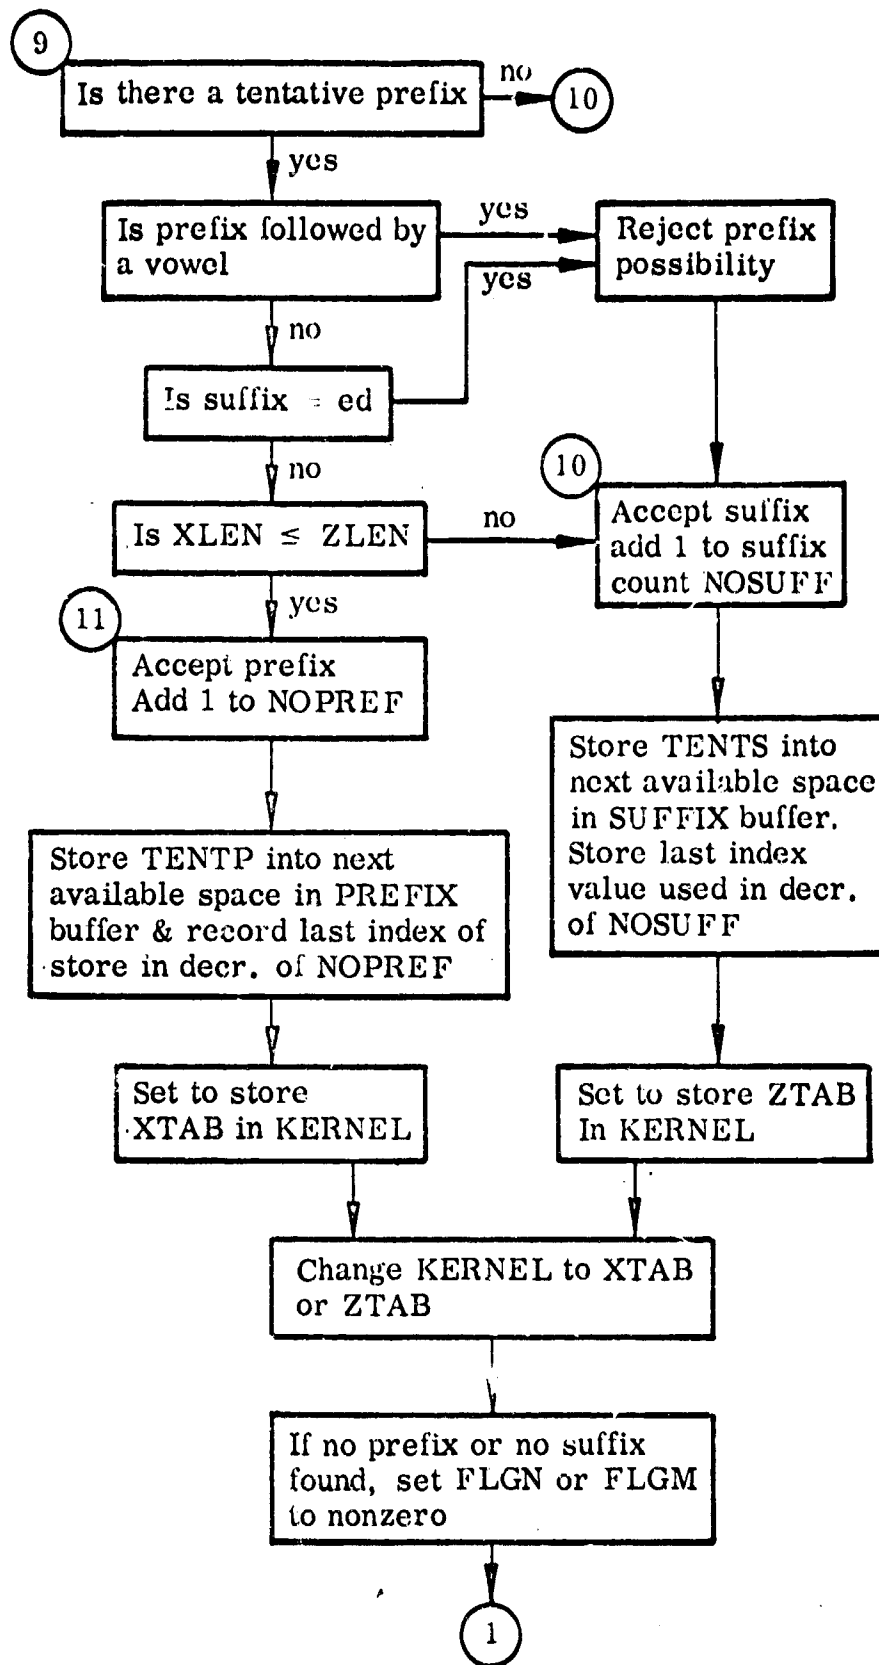 9
Is there a tentative prefix
no
10
yes
Is prefix followed by
a vowel
yes
Reject prefix
possibility
yes
no
Is suffix = ed
no
10
Is XLEN ≤ ZLEN
no
Accept suffix
add 1 to suffix
count NOSUFF
yes
11
Accept prefix
Add 1 to NOPREF
Store TENTS into
next available space
in SUFFIX buffer.
Store last index
value used in decr.
of NOSUFF
Store TENTP into next
available space in PREFIX
buffer & record last index of
store in decr. of NOPREF
Set to store
XTAB in KERNEL
Set to store ZTAB
In KERNEL
Change KERNEL to XTAB
or ZTAB
If no prefix or no suffix
found, set FLGN or FLGM
to nonzero
1